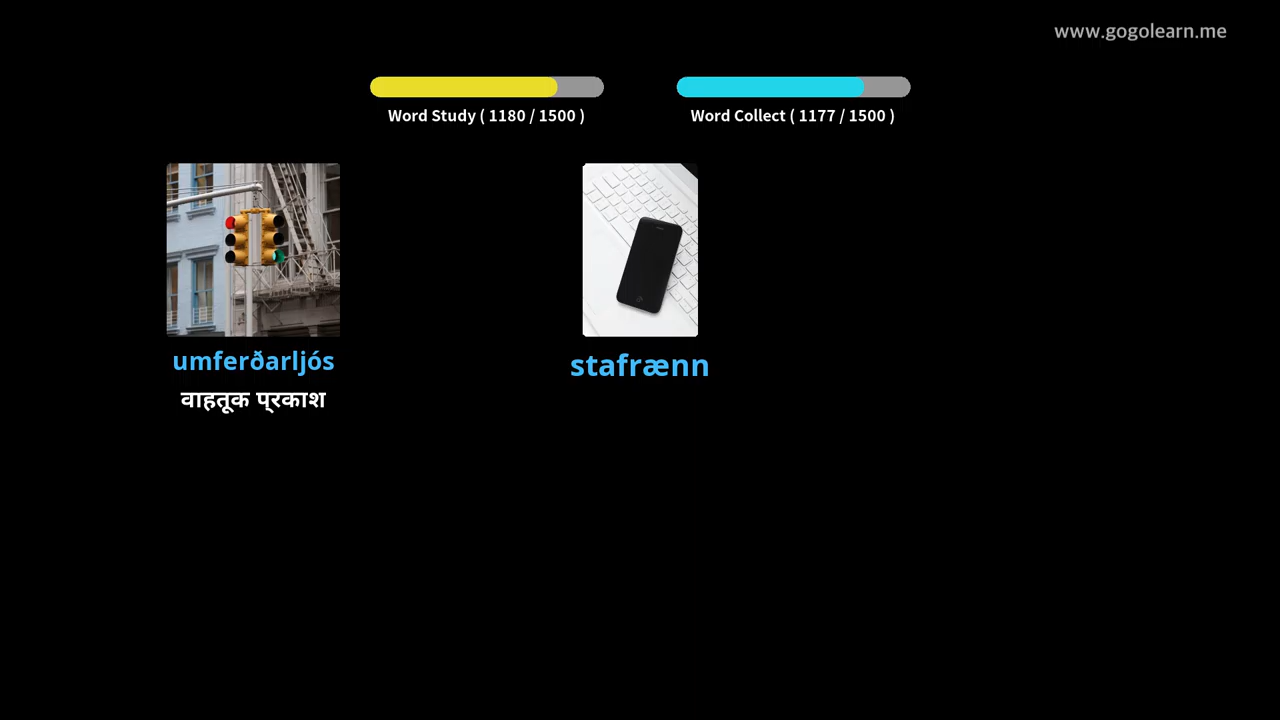 www.gogolearn.me
Word Study ( 1180 / 1500 )
Word Collect ( 1177 / 1500 )
umferðarljós
वाहतूक प्रकाश
stafrænn